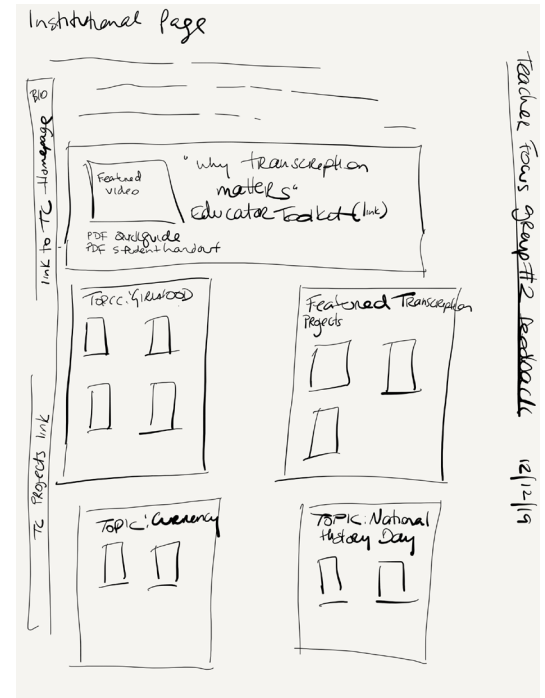 Institutional Page
BIO
link to TC Homepage
TC Projects link
Featured
video
"Why transcription
matters"
Educator Toolkit (link)
PDF Quickguide
PDF student handout
Topic: Girlhood
Featured Transcription
Projects
Topic: Currency
Topic: National
History Day
Teacher Focus group #2 Feedback 12/12/19